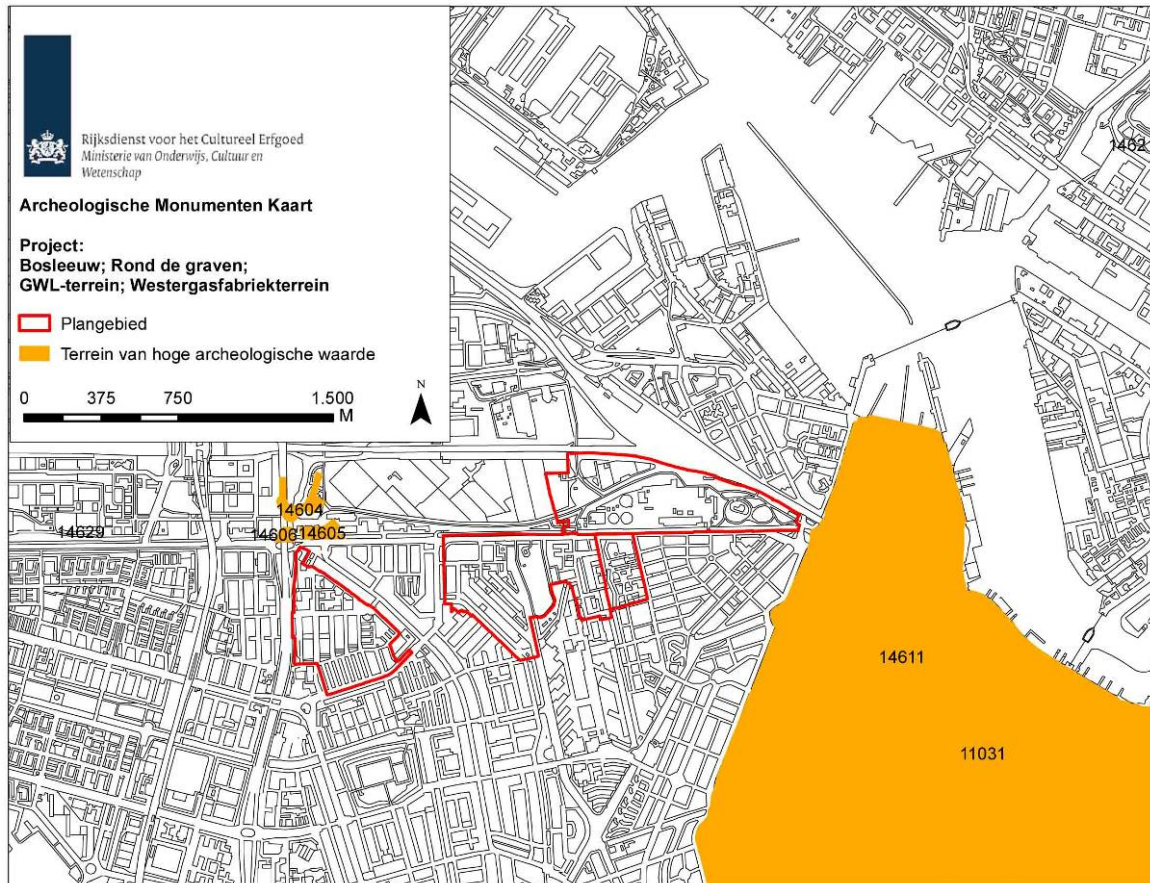 Rijksdienst voor het Cultureel Erfgoed
Ministerie van Onderwijs, Cultuur en
Wetenschap
Archeologische Monumenten Kaart
Project:
Bosleeuw; Rond de graven;
GWL-terrein; Westergasfabriekterrein
Plangebied
Terrein van hoge archeologische waarde
0 375 750 1.500
M
N
1462
14604
14629
14606
14605
14611
11031